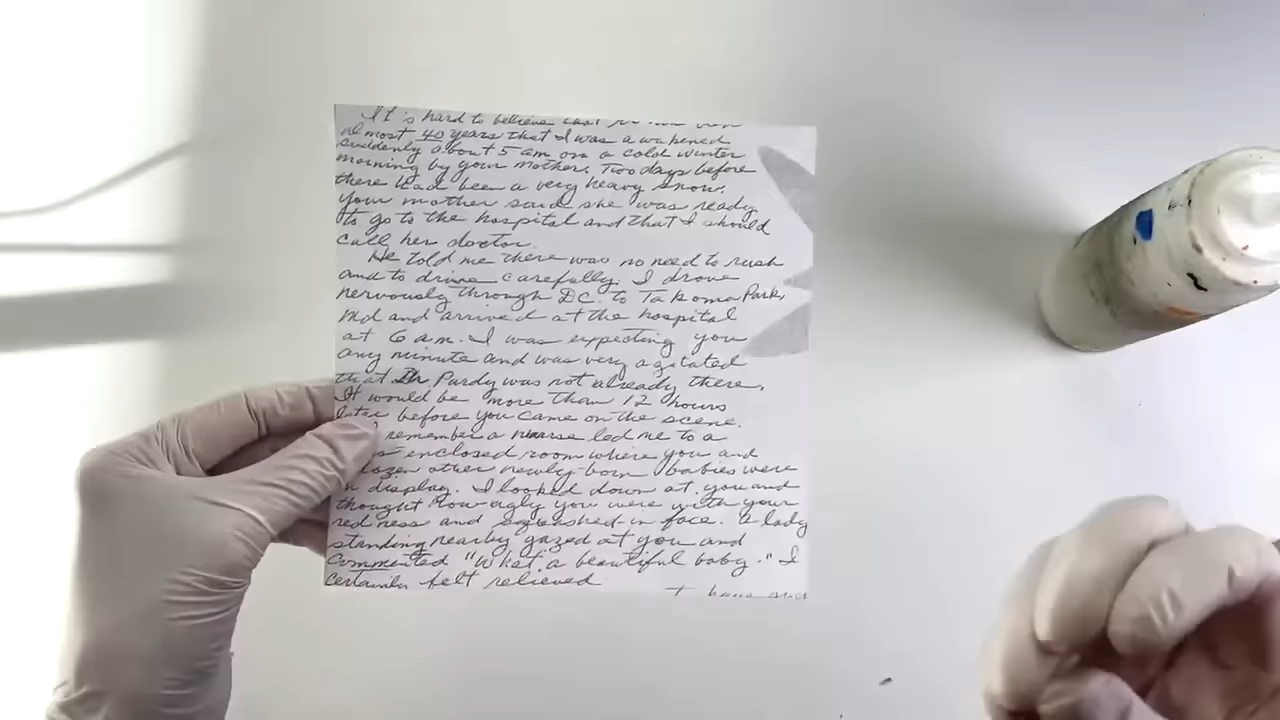 It's hard to believe that
almost 40 years that I was awakened
suddenly about 5 am on a cold winter
morning by your mother. Two days before
there had been a very heavy snow.
Your mother said she was ready
to go to the hospital and that I should
call her doctor.
He told me there was no need to rush
and to drive carefully. I drove
nervously through DC. to Takoma Park,
Md and arrived at the hospital
at 6 am. I was expecting you
any minute and was very agitated
that Dr. Pardy was not already there.
It would be more than 12 hours
later before you came on the scene.
remember a nurse led me to a
enclosed room where you and
dozen other newly-born babies were
display. I looked down at you and
thought how ugly you were with your
redness and squashed-in face. A lady
standing nearby gazed at you and
commented "What a beautiful baby." I
certainly felt relieved
I have